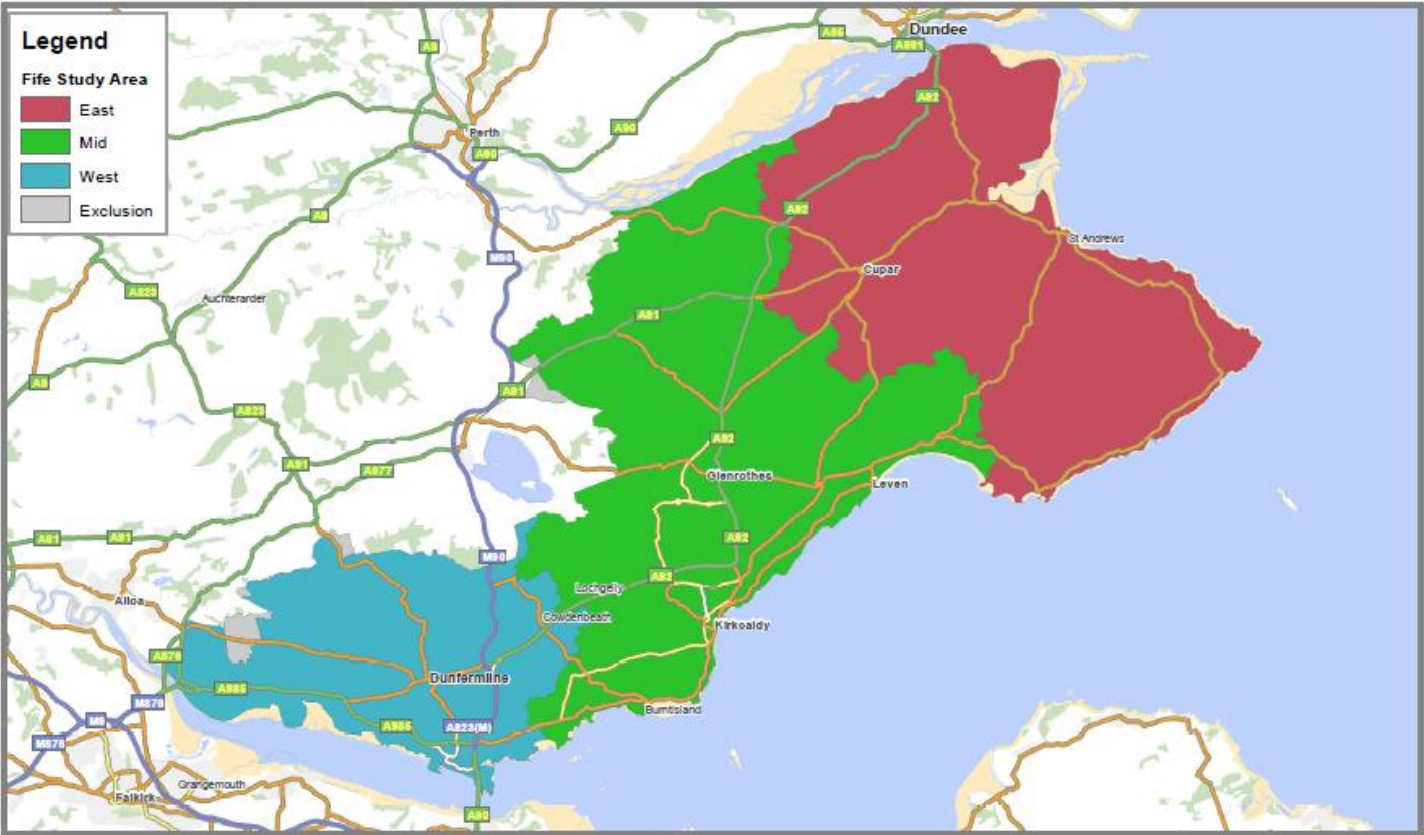 Legend
Fife Study Area
East
Mid
West
Exclusion
Dundee
A85
A991
A9
A92
Perth
A90
A90
A9
A92
St Andrews
M90
Cupar
A823
Auchterarder
A91
A9
A91
A823
A92
A91
A977
Glenrothes
Leven
A91
A91
A92
M90
A92
Lochgelly
Alloa
Cowdenbeath
Kirkcaldy
A876
Dunfermline
A985
M876
Burntisland
M9
A985
A823(M)
M876
Grangemouth
Falkirk
A90